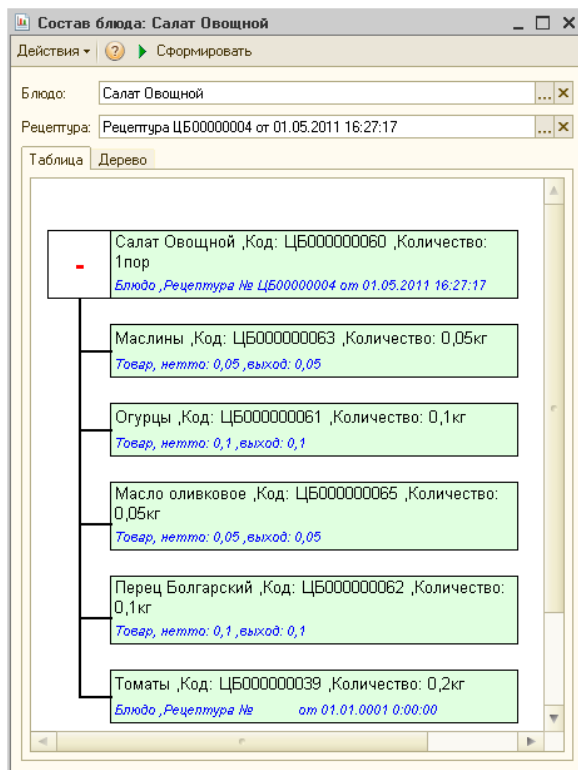 Состав блюда: Салат Овощной
Действия ? Сформировать
Блюдо: Салат Овощной ...
Рецептура: Рецептура ЦБ00000004 от 01.05.2011 16:27:17 ...
Таблица Дерево
-
Салат Овощной ,Код: ЦБ000000060 ,Количество:
1пор
Блюдо ,Рецептура № ЦБ00000004 от 01.05.2011 16:27:17
Маслины ,Код: ЦБ000000063 ,Количество: 0,05кг
Товар, нетто: 0,05 ,выход: 0,05
Огурцы ,Код: ЦБ000000061 ,Количество: 0,1кг
Товар, нетто: 0,1 ,выход: 0,1
Масло оливковое ,Код: ЦБ000000065 ,Количество:
0,05кг
Товар, нетто: 0,05 ,выход: 0,05
Перец Болгарский ,Код: ЦБ000000062 ,Количество:
0,1кг
Товар, нетто: 0,1 ,выход: 0,1
Томаты ,Код: ЦБ000000039 ,Количество: 0,2кг
Блюдо ,Рецептура № от 01.01.0001 0:00:00